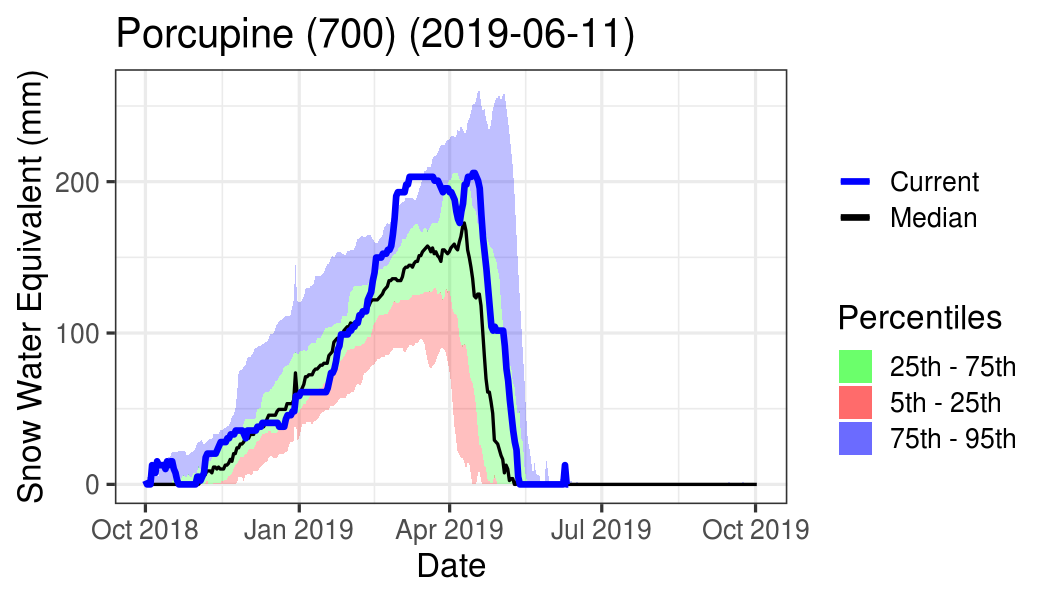 Porcupine (700) (2019-06-11)
Snow Water Equivalent (mm)
200
100
0
Oct 2018
Jan 2019
Apr 2019
Jul 2019
Oct 2019
Date
Current
Median
Percentiles
25th - 75th
5th - 25th
75th - 95th